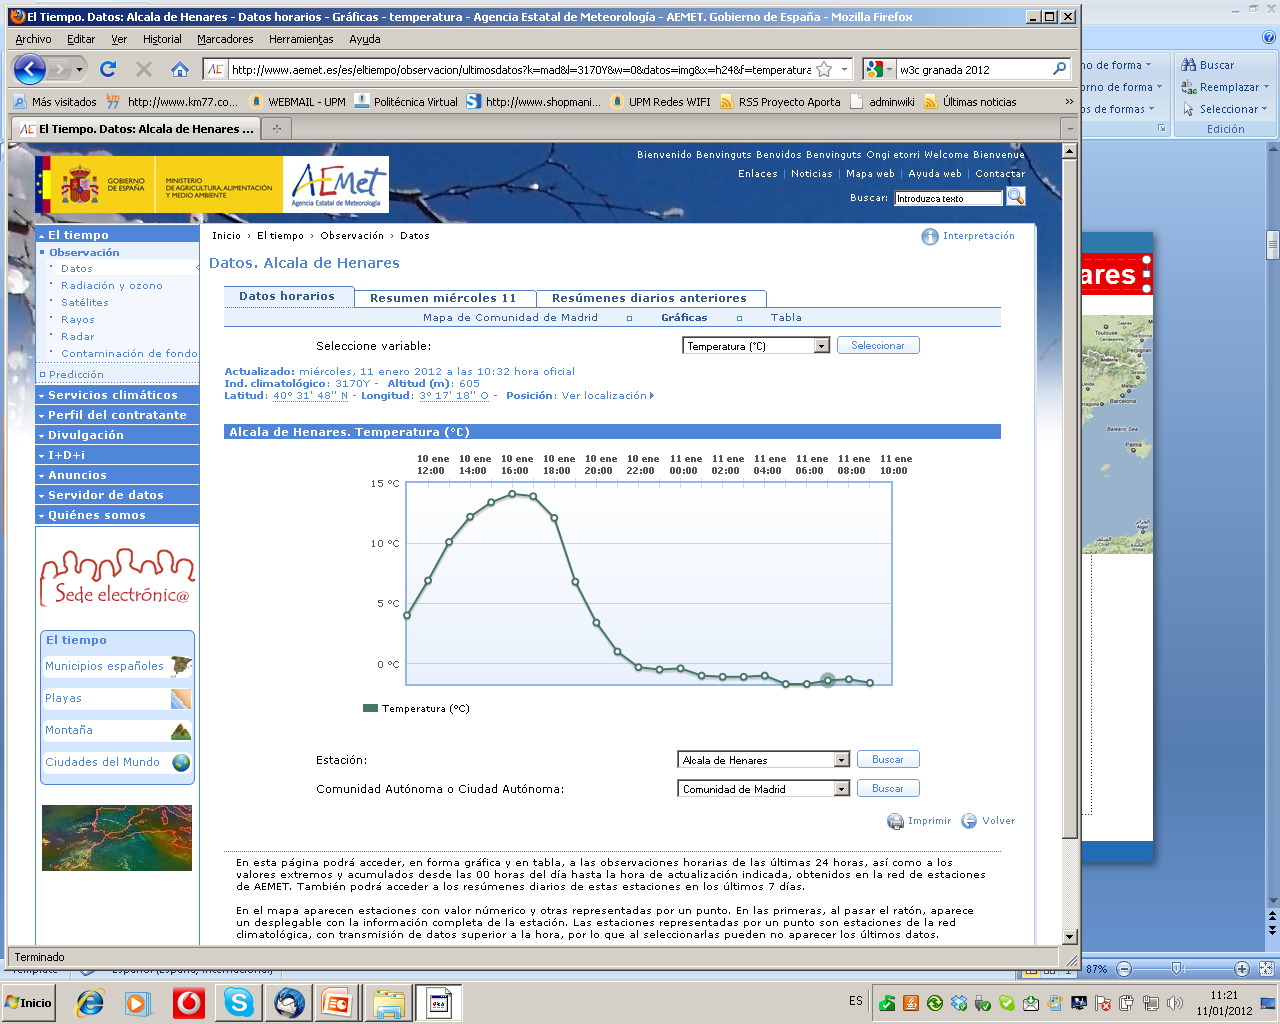 El Tiempo. Datos: Alcala de Henares - Datos horarios - Gráficas - temperatura - Agencia Estatal de Meteorología - AEMET. Gobierno de España - Mozilla Firefox
Archivo Editar Ver Historial Marcadores Herramientas Ayuda
http://www.aemet.es/es/eltiempo/observacion/ultimosdatos?k=mad&l=3170Y&w=0&datos=img&x=h24&f=temperatura
w3c granada 2012
Más visitados http://www.km77.co... WEBMAIL - UPM Politécnica Virtual http://www.shopmani... UPM Redes WIFI RSS Proyecto Aporta adminwiki Últimas noticias »
El Tiempo. Datos: Alcala de Henares ...
no de forma
orno de forma
os de formas
Buscar
Reemplazar
Seleccionar
Edición
GOBIERNO DE ESPAÑA
MINISTERIO DE AGRICULTURA, ALIMENTACIÓN Y MEDIO AMBIENTE
AEMet
Agencia Estatal de Meteorología
Bienvenido Benvinguts Benvidos Benvinguts Ongi etorri Welcome Bienvenue
Enlaces | Noticias | Mapa web | Ayuda web | Contactar
Buscar: Introduzca texto
El tiempo
Observación
Datos
Radiación y ozono
Satélites
Rayos
Radar
Contaminación de fondo
Predicción
Servicios climáticos
Perfil del contratante
Divulgación
I+D+i
Anuncios
Servidor de datos
Quiénes somos
Sede electrónic@
El tiempo
Municipios españoles
Playas
Montaña
Ciudades del Mundo
Inicio › El tiempo › Observación › Datos
Interpretación
Datos. Alcala de Henares
Datos horarios Resumen miércoles 11 Resúmenes diarios anteriores
Mapa de Comunidad de Madrid Gráficas Tabla
Seleccione variable: Temperatura (°C) Seleccionar
Actualizado: miércoles, 11 enero 2012 a las 10:32 hora oficial
Ind. climatológico: 3170Y - Altitud (m): 605
Latitud: 40° 31' 48'' N - Longitud: 3° 17' 18'' O - Posición: Ver localización
Alcala de Henares. Temperatura (°C)
10 ene 10 ene 10 ene 10 ene 10 ene 10 ene 11 ene 11 ene 11 ene 11 ene 11 ene 11 ene
12:00 14:00 16:00 18:00 20:00 22:00 00:00 02:00 04:00 06:00 08:00 10:00
15 °C
10 °C
5 °C
0 °C
Temperatura (°C)
Estación: Alcala de Henares Buscar
Comunidad Autónoma o Ciudad Autónoma: Comunidad de Madrid Buscar
Imprimir Volver
En esta página podrá acceder, en forma gráfica y en tabla, a las observaciones horarias de las últimas 24 horas, así como a los
valores extremos y acumulados desde las 00 horas del día hasta la hora de actualización indicada, obtenidos en la red de estaciones
de AEMET. También podrá acceder a los resúmenes diarios de estas estaciones en los últimos 7 días.
En el mapa aparecen estaciones con valor numérico y otras representadas por un punto. En las primeras, al pasar el ratón, aparece
un desplegable con la información completa de la estación. Las estaciones representadas por un punto son estaciones de la red
climatológica, con transmisión de datos superior a la hora, por lo que al seleccionarlas pueden no aparecer los últimos datos.
ares
Balearic Sea
Palma
Terminado
87%
Inicio
ES
11:21
11/01/2012